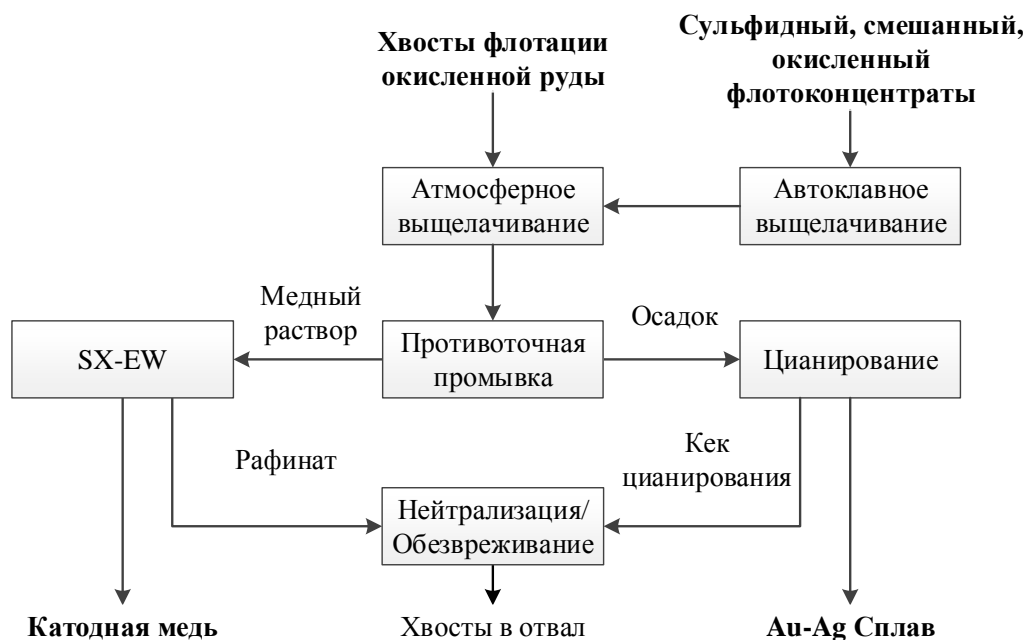 Хвосты флотации
окисленной руды
Сульфидный, смешанный,
окисленный
флотоконцентраты
Атмосферное
выщелачивание
Автоклавное
выщелачивание
Медный
раствор
Осадок
SX-EW
Противоточная
промывка
Цианирование
Рафинат
Кек
цианирования
Нейтрализация/
Обезвреживание
Катодная медь
Хвосты в отвал
Au-Ag Сплав